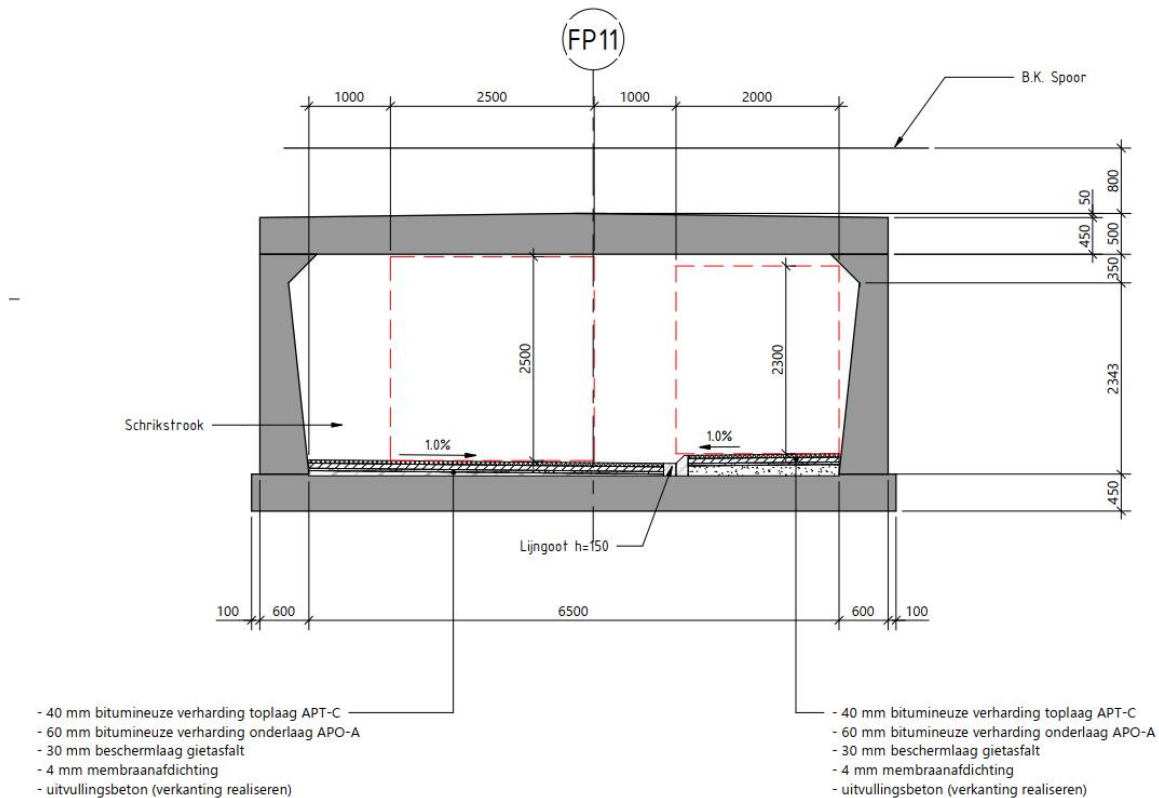 FP11
B.K. Spoor
1000
2500
1000
2000
800
50
450
500
350
2500
2300
2343
Schrikstrook
1.0%
1.0%
450
Lijngoot h=150
100
600
6500
600
100
- 40 mm bitumineuze verharding toplaag APT-C
- 60 mm bitumineuze verharding onderlaag APO-A
- 30 mm beschermlaag gietasfalt
- 4 mm membraanafdichting
- uitvullingsbeton (verkanting realiseren)
- 40 mm bitumineuze verharding toplaag APT-C
- 60 mm bitumineuze verharding onderlaag APO-A
- 30 mm beschermlaag gietasfalt
- 4 mm membraanafdichting
- uitvullingsbeton (verkanting realiseren)